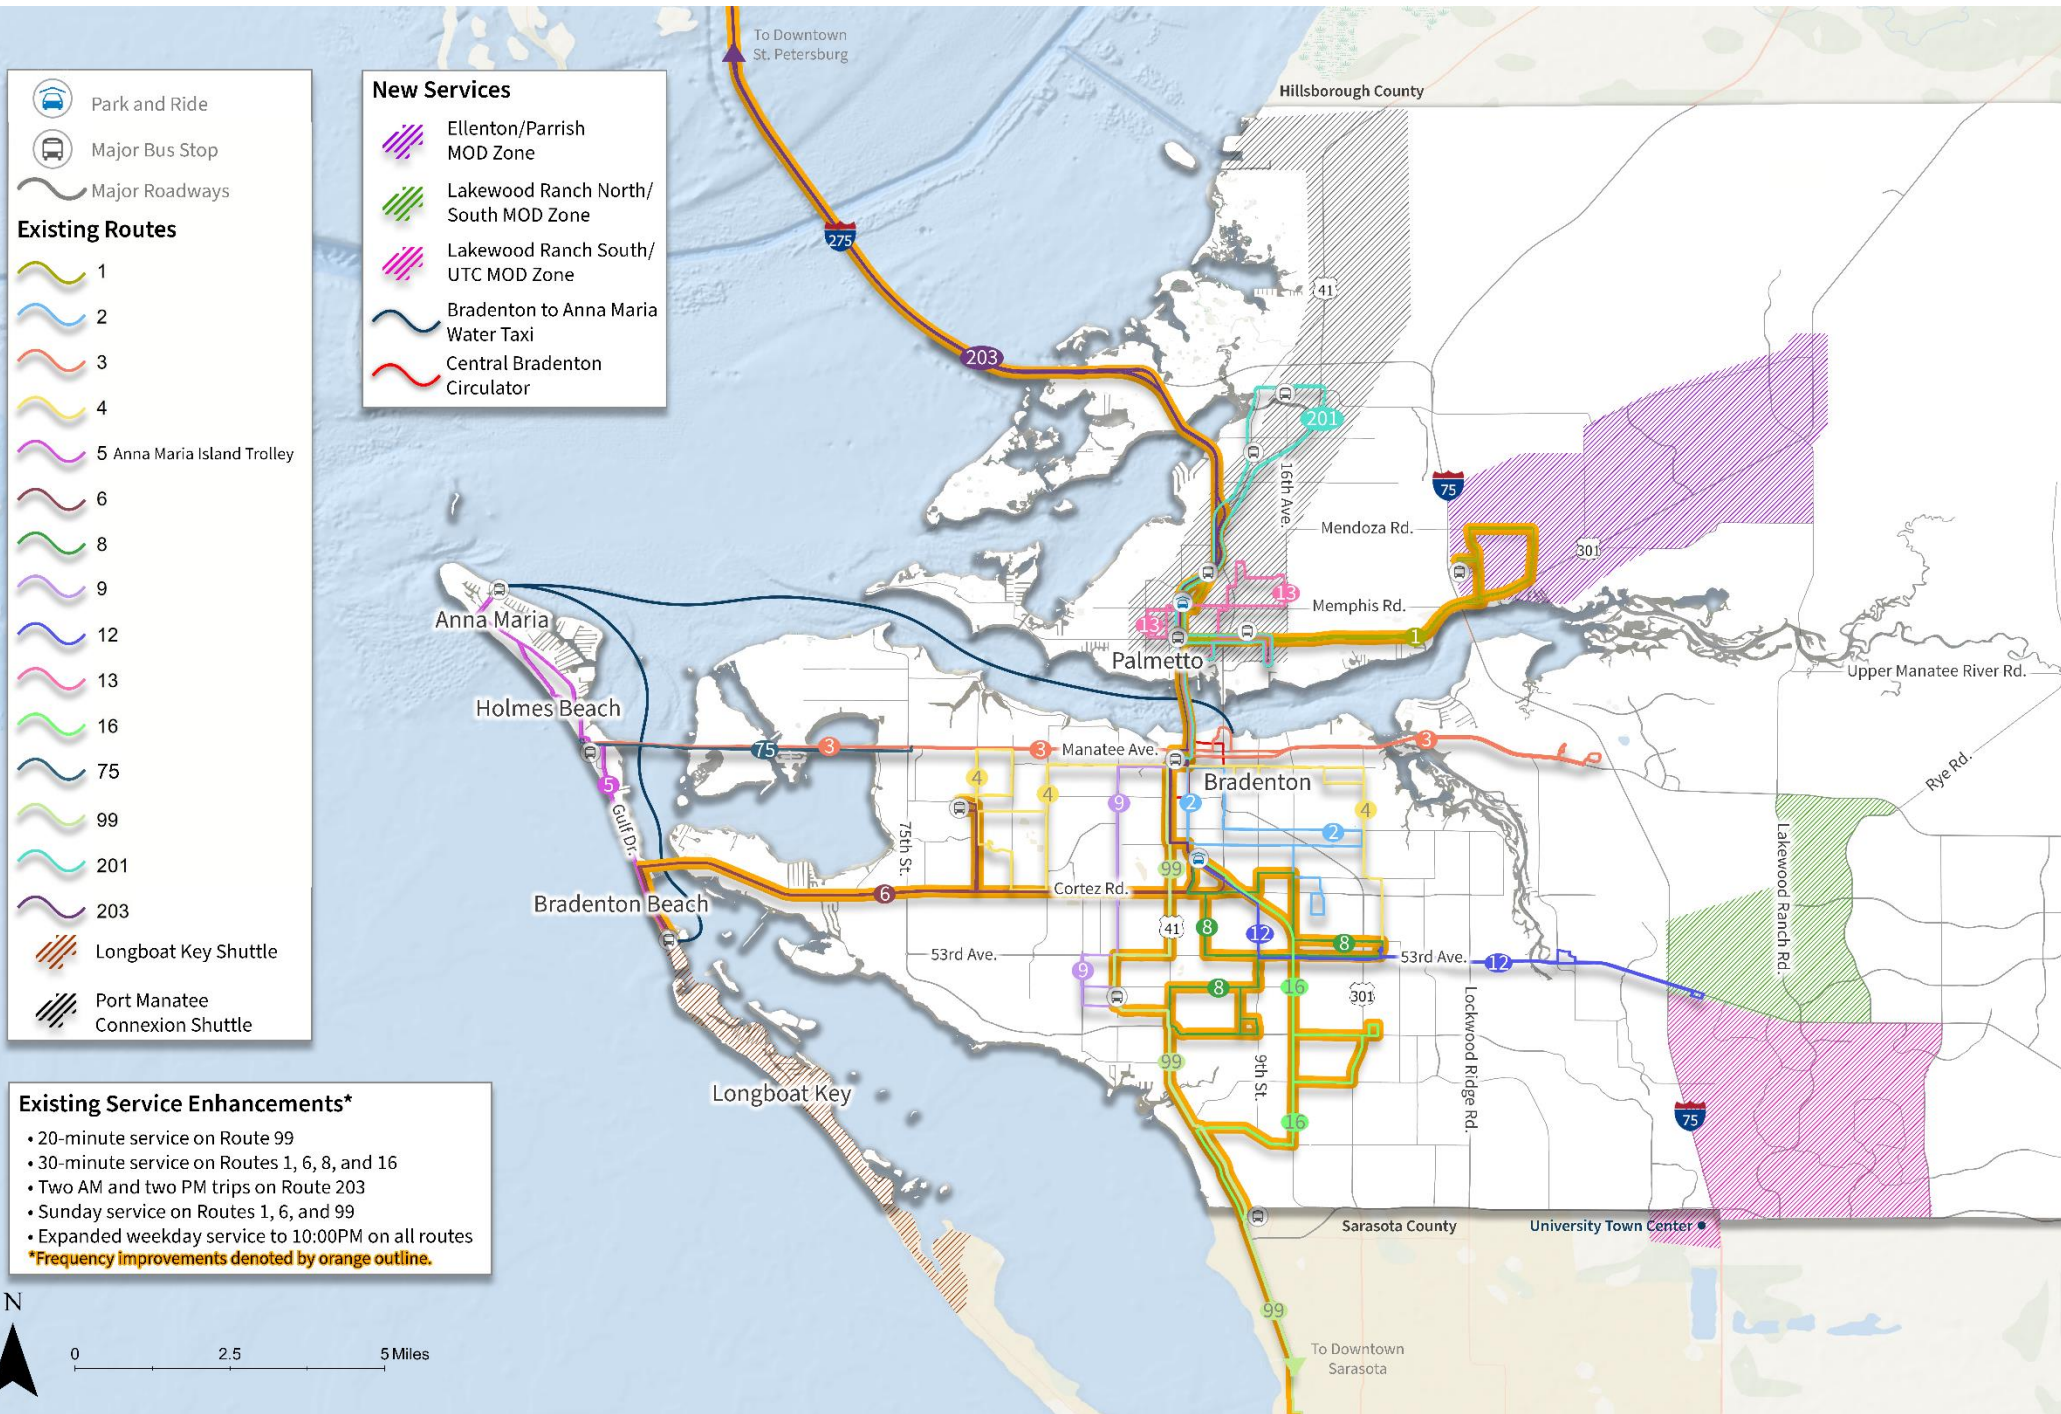 To Downtown
St. Petersburg
Hillsborough County
Park and Ride
Major Bus Stop
Major Roadways
Existing Routes
1
2
3
4
5 Anna Maria Island Trolley
6
8
9
12
13
16
75
99
201
203
Longboat Key Shuttle
Port Manatee
Connexion Shuttle
New Services
Ellenton/Parrish
MOD Zone
Lakewood Ranch North/
South MOD Zone
Lakewood Ranch South/
UTC MOD Zone
Bradenton to Anna Maria
Water Taxi
Central Bradenton
Circulator
275
203
41
201
16th Ave.
75
Mendoza Rd.
301
13
Memphis Rd.
13
1
Anna Maria
Palmetto
Upper Manatee River Rd.
Holmes Beach
75
3
3
Manatee Ave.
3
Rye Rd.
5
Gulf Dr.
4
4
9
2
Bradenton
4
2
75th St.
Lakewood Ranch Rd.
99
6
Cortez Rd.
Bradenton Beach
41
8
12
8
53rd Ave.
53rd Ave.
12
9
8
16
301
Lockwood Ridge Rd.
99
9th St.
Longboat Key
16
75
Sarasota County
University Town Center
99
To Downtown
Sarasota
Existing Service Enhancements*
• 20-minute service on Route 99
• 30-minute service on Routes 1, 6, 8, and 16
• Two AM and two PM trips on Route 203
• Sunday service on Routes 1, 6, and 99
• Expanded weekday service to 10:00PM on all routes
*Frequency improvements denoted by orange outline.
N
0 2.5 5 Miles